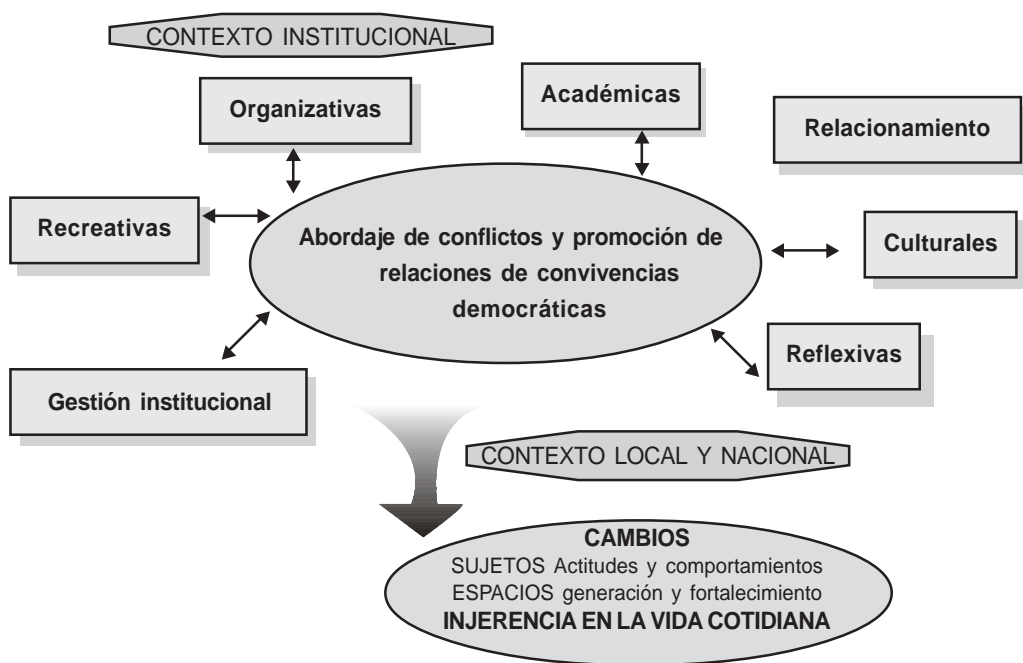 CONTEXTO INSTITUCIONAL
Organizativas
Académicas
Relacionamiento
Recreativas
Abordaje de conflictos y promoción de
relaciones de convivencias
democráticas
Culturales
Reflexivas
Gestión institucional
CONTEXTO LOCAL Y NACIONAL
CAMBIOS
SUJETOS Actitudes y comportamientos
ESPACIOS generación y fortalecimiento
INJERENCIA EN LA VIDA COTIDIANA